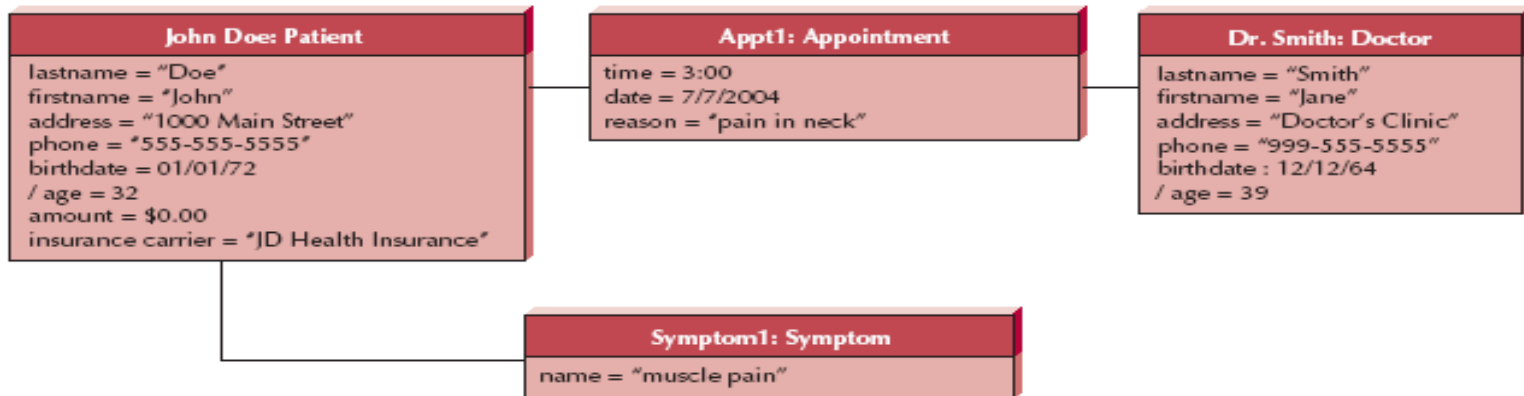 John Doe: Patient
lastname = "Doe"
firstname = "John"
address = "1000 Main Street"
phone = "555-555-5555"
birthdate = 01/01/72
/ age = 32
amount = $0.00
insurance carrier = "JD Health Insurance"
Appt1: Appointment
time = 3:00
date = 7/7/2004
reason = "pain in neck"
Dr. Smith: Doctor
lastname = "Smith"
firstname = "Jane"
address = "Doctor's Clinic"
phone = "999-555-5555"
birthdate : 12/12/64
/ age = 39
Symptom1: Symptom
name = "muscle pain"